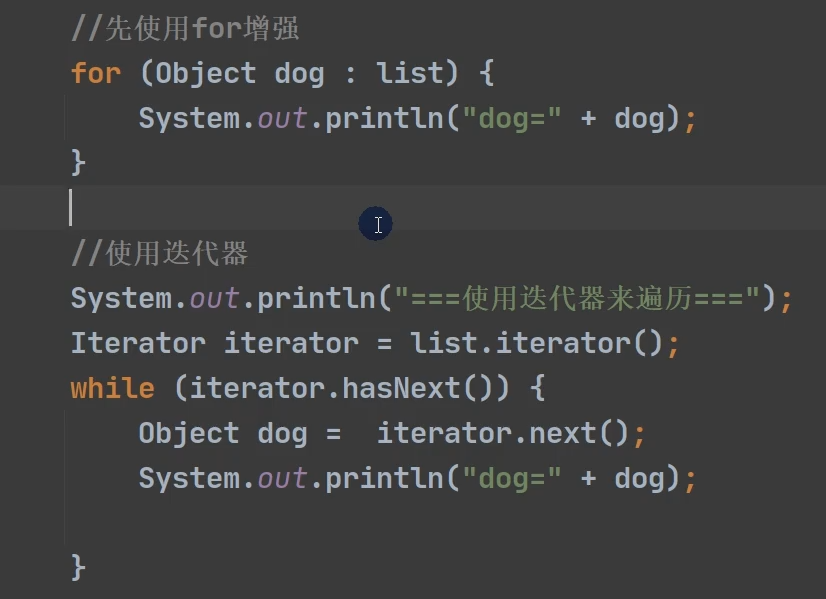 //先使用for增强
for (Object dog : list) {
    System.out.println("dog=" + dog);
}
//使用迭代器
System.out.println("===使用迭代器来遍历===");
Iterator iterator = list.iterator();
while (iterator.hasNext()) {
    Object dog =  iterator.next();
    System.out.println("dog=" + dog);
}